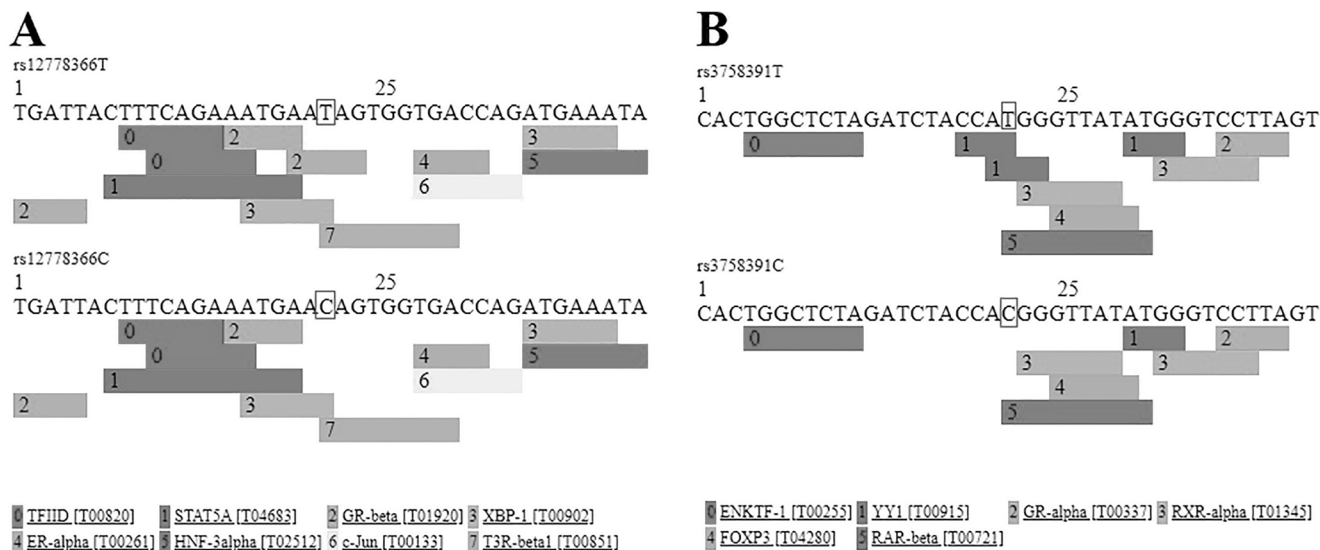 A
rs12778366T
1 25
TGATTACTTTCAGAAATGAATAGTGGTGACCAGATGAAATA
0 2 3
0 2 4 5
1 6
2 3
7
rs12778366C
1 25
TGATTACTTTCAGAAATGAACAGTGGTGACCAGATGAAATA
0 2 3
0 4 5
1 6
2 3
7
0 TFIID [T00820] 1 STAT5A [T04683] 2 GR-beta [T01920] 3 XBP-1 [T00902]
4 ER-alpha [T00261] 5 HNF-3alpha [T02512] 6 c-Jun [T00133] 7 T3R-beta1 [T00851]
B
rs3758391T
1 25
CACTGGCTCTAGATCTACCATGGGTTATATGGGTCCTTAGT
0 1 1 2
1 3
3
4
5
rs3758391C
1 25
CACTGGCTCTAGATCTACCACGGGTTATATGGGTCCTTAGT
0 1 2
3 3
4
5
0 ENKTF-1 [T00255] 1 YY1 [T00915] 2 GR-alpha [T00337] 3 RXR-alpha [T01345]
4 FOXP3 [T04280] 5 RAR-beta [T00721]